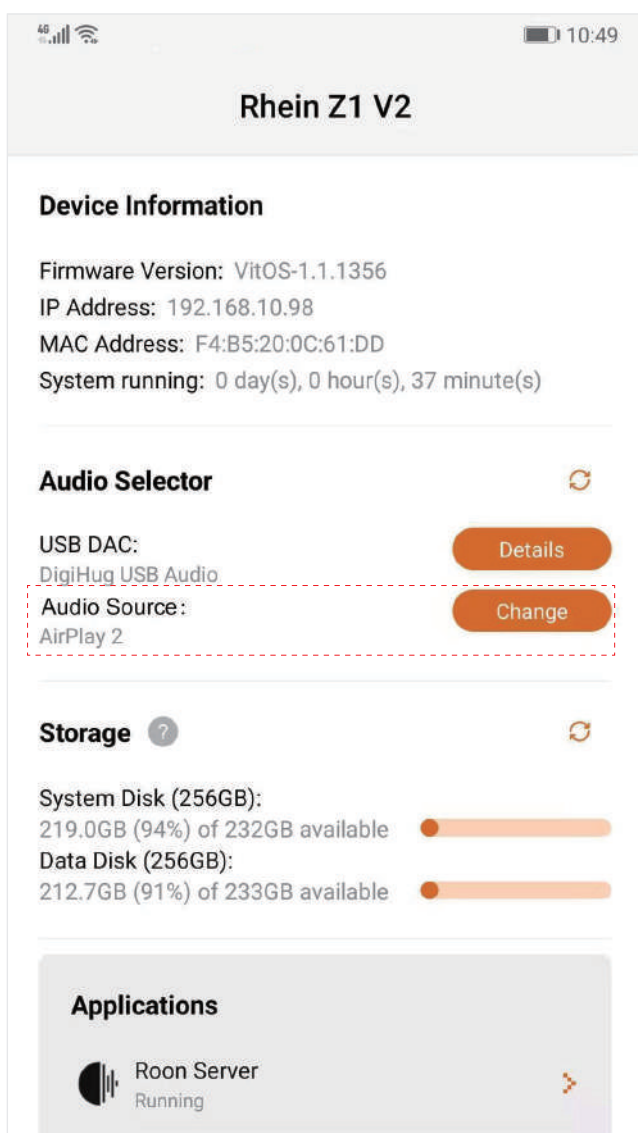 4G 10:49
Rhein Z1 V2
Device Information
Firmware Version: VitOS-1.1.1356
IP Address: 192.168.10.98
MAC Address: F4:B5:20:0C:61:DD
System running: 0 day(s), 0 hour(s), 37 minute(s)
Audio Selector
USB DAC:
Details
DigiHug USB Audio
Audio Source:
Change
AirPlay 2
Storage ?
System Disk (256GB):
219.0GB (94%) of 232GB available
Data Disk (256GB):
212.7GB (91%) of 233GB available
Applications
Roon Server
Running